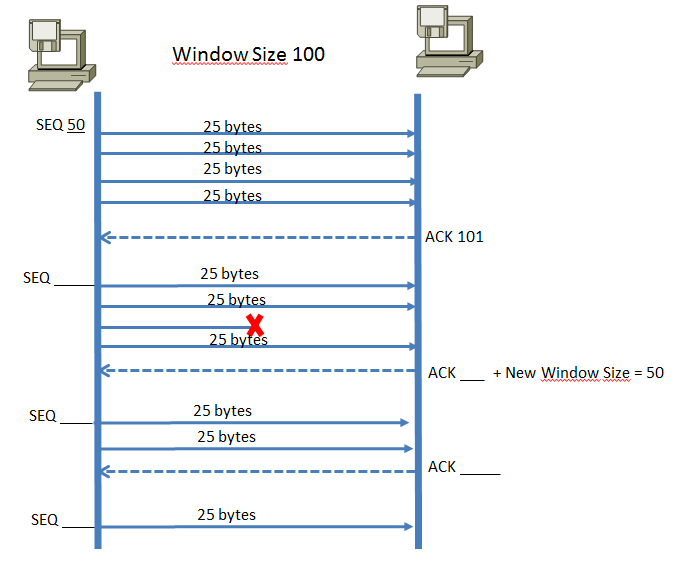 Window Size 100
SEQ 50
25 bytes
25 bytes
25 bytes
25 bytes
ACK 101
SEQ _____
25 bytes
25 bytes
25 bytes
ACK ___ + New Window Size = 50
SEQ ____
25 bytes
25 bytes
ACK _____
SEQ ____
25 bytes